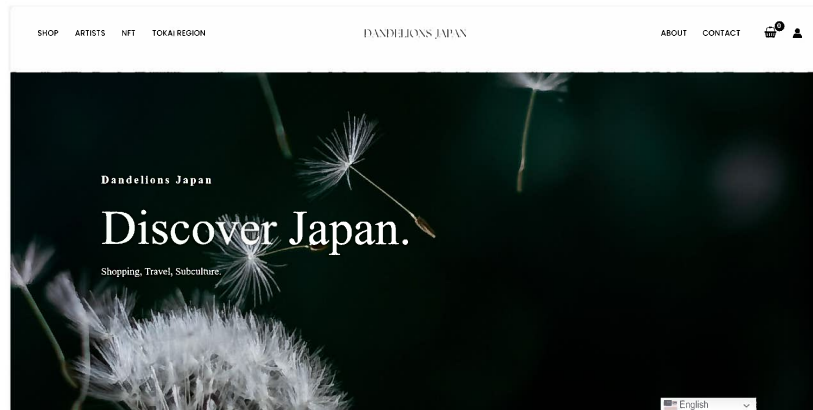 SHOP ARTISTS NFT TOKAI REGION DANDELIONS JAPAN ABOUT CONTACT 0
Dandelions Japan
Discover Japan.
Shopping, Travel, Subculture.
English